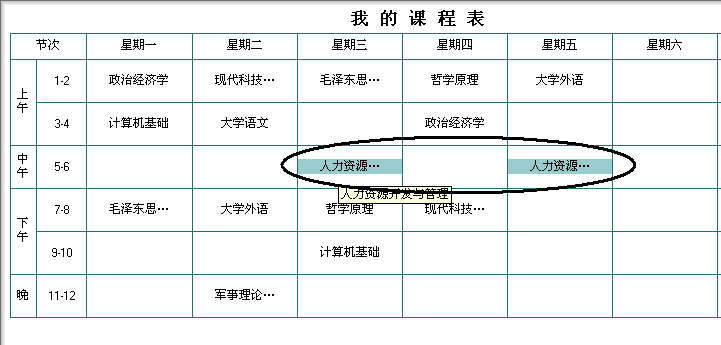 我的课程表
节次 星期一 星期二 星期三 星期四 星期五 星期六
上午 1-2 政治经济学 现代科技… 毛泽东思… 哲学原理 大学外语
3-4 计算机基础 大学语文 政治经济学
中午 5-6 人力资源… 人力资源…
人力资源开发与管理
下午 7-8 毛泽东思… 大学外语 哲学原理 现代科技…
9-10 计算机基础
晚 11-12 军事理论…